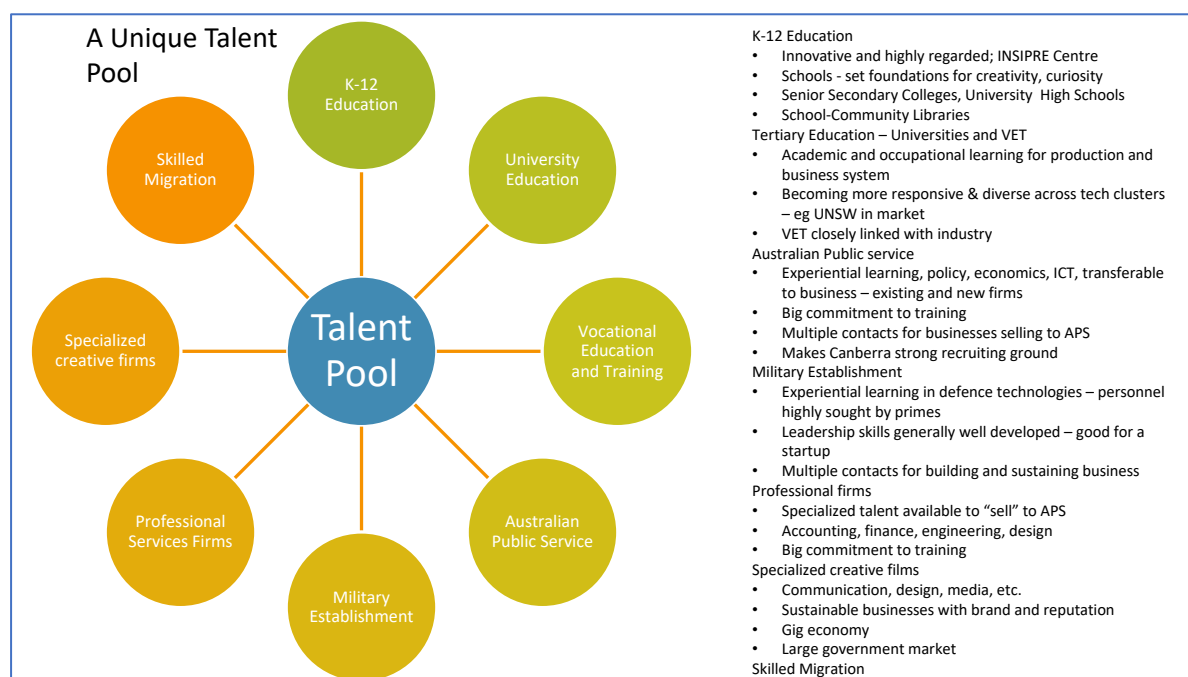 A Unique Talent
Pool
K-12
Education
University
Education
Vocational
Education
and Training
Australian
Public Service
Military
Establishment
Professional
Services Firms
Specialized
creative firms
Skilled
Migration
Talent
Pool
K-12 Education
• Innovative and highly regarded; INSIPRE Centre
• Schools - set foundations for creativity, curiosity
• Senior Secondary Colleges, University High Schools
• School-Community Libraries
Tertiary Education – Universities and VET
• Academic and occupational learning for production and
business system
• Becoming more responsive & diverse across tech clusters
– eg UNSW in market
• VET closely linked with industry
Australian Public service
• Experiential learning, policy, economics, ICT, transferable
to business – existing and new firms
• Big commitment to training
• Multiple contacts for businesses selling to APS
• Makes Canberra strong recruiting ground
Military Establishment
• Experiential learning in defence technologies – personnel
highly sought by primes
• Leadership skills generally well developed – good for a
startup
• Multiple contacts for building and sustaining business
Professional firms
• Specialized talent available to “sell” to APS
• Accounting, finance, engineering, design
• Big commitment to training
Specialized creative films
• Communication, design, media, etc.
• Sustainable businesses with brand and reputation
• Gig economy
• Large government market
Skilled Migration